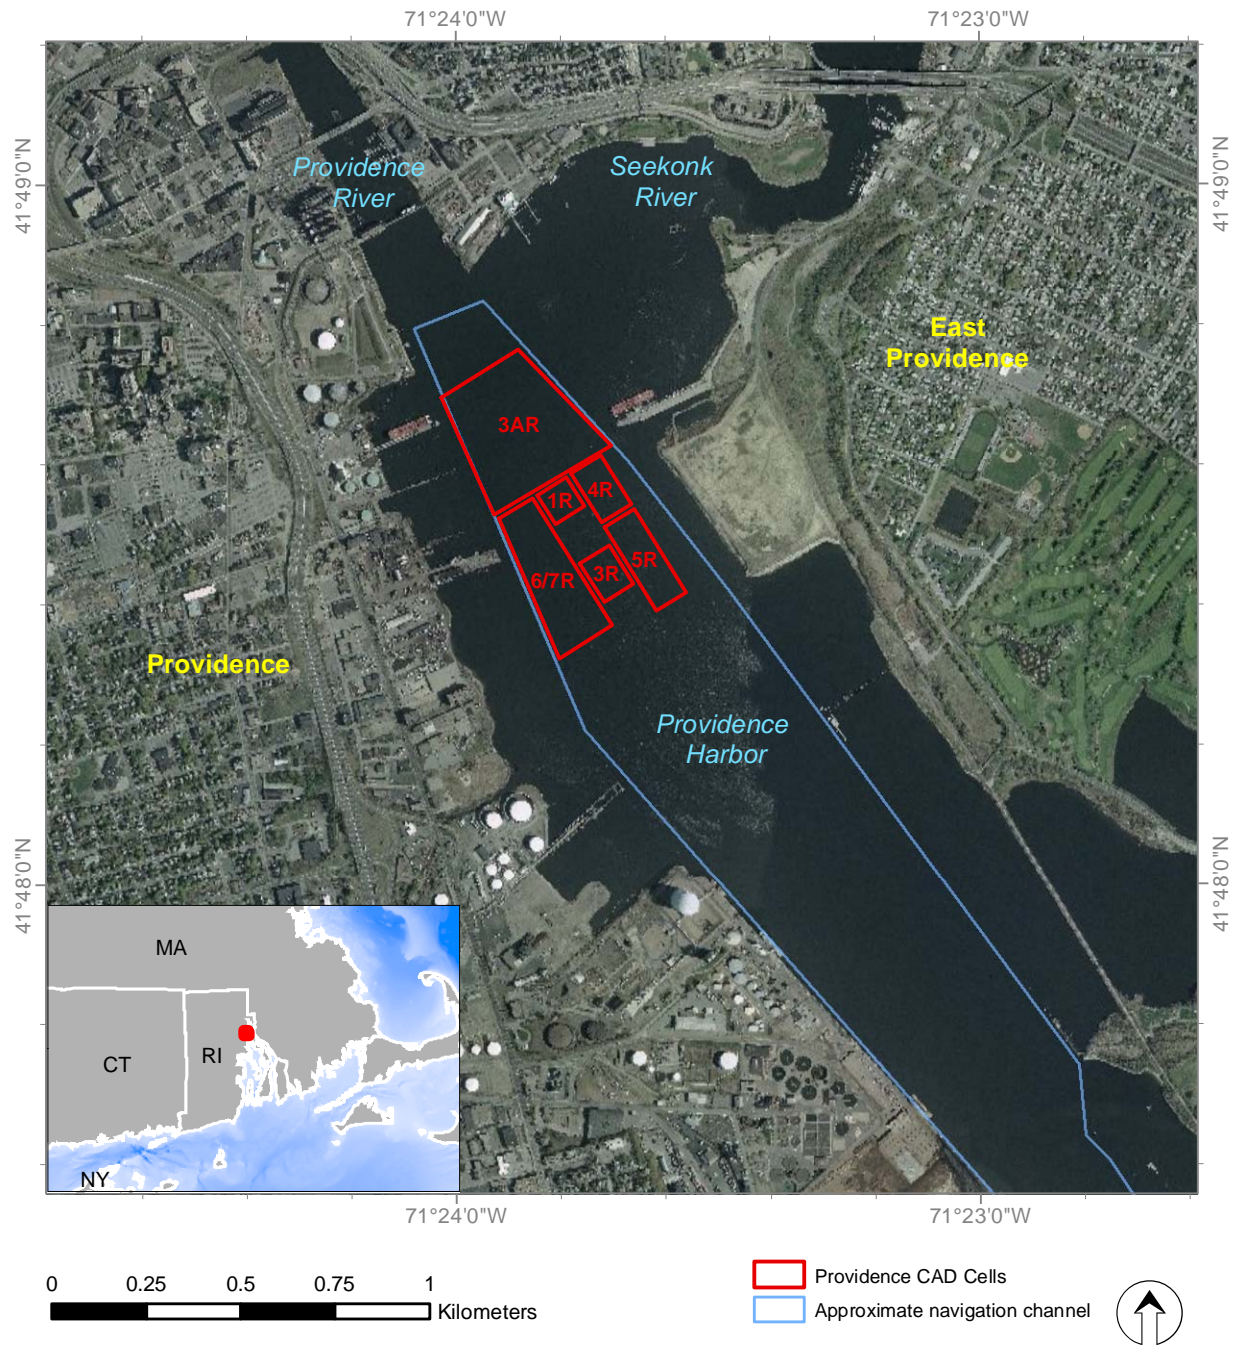 71°24'0"W
71°23'0"W
41°49'0"N
41°49'0"N
Providence
River
Seekonk
River
East
Providence
3AR
1R
4R
5R
3R
6/7R
Providence
Providence
Harbor
41°48'0"N
41°48'0"N
MA
CT
RI
NY
71°24'0"W
71°23'0"W
0
0.25
0.5
0.75
1
Kilometers
Providence CAD Cells
Approximate navigation channel